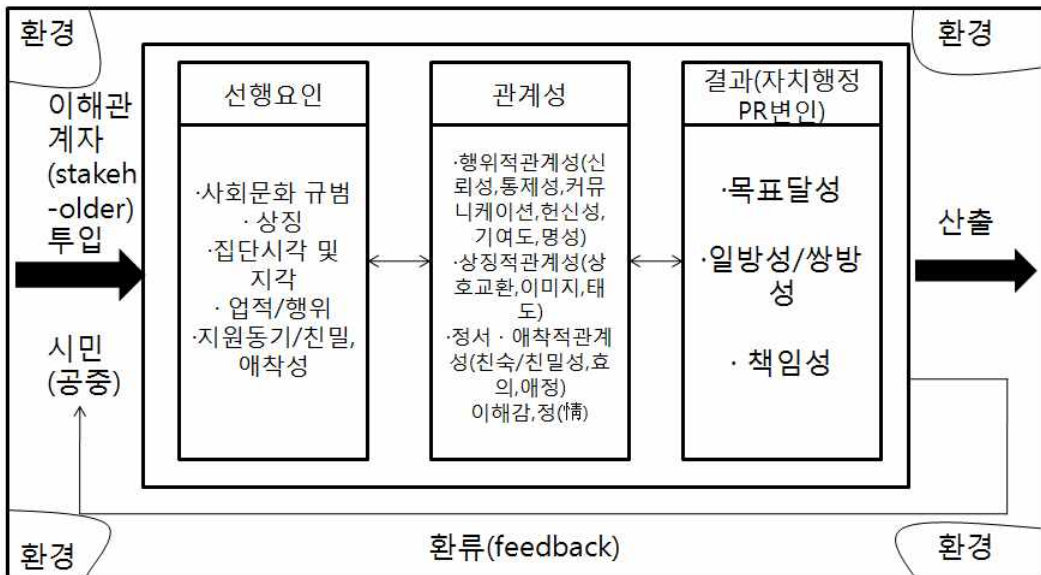 환경
환경
이해관
계자
(stakeh
-older)
투입
시민
(공중)
선행요인
·사회문화 규범
· 상징
·집단시각 및
지각
· 업적/행위
·지원동기/친밀,
애착성
관계성
·행위적관계성(신
뢰성,통제성,커뮤
니케이션,헌신성,
기여도,명성)
·상징적관계성(상
호교환,이미지,태
도)
·정서 · 애착적관계
성(친숙/친밀성,효
의,애정)
이해감,정(情)
결과(자치행정
PR변인)
·목표달성
·일방성/쌍방
성
· 책임성
산출
환경
환류(feedback)
환경